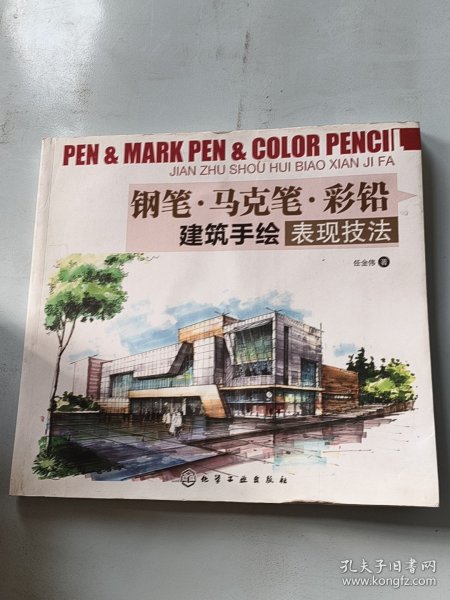 PEN & MARK PEN & COLOR PENCIL
JIAN ZHU SHOU HUI BIAO XIAN JI FA
钢笔·马克笔·彩铅
建筑手绘 表现技法
任金伟 著
化学工业出版社
孔夫子旧书网
www.kongfz.com